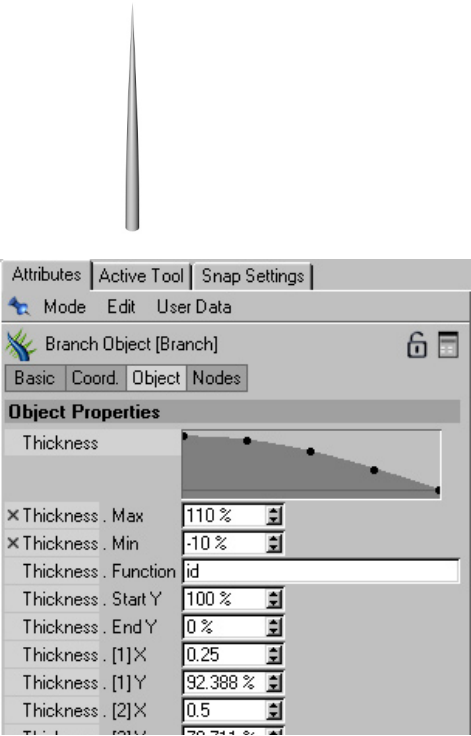 Attributes Active Tool Snap Settings
Mode Edit User Data
Branch Object [Branch]
Basic Coord. Object Nodes
Object Properties
Thickness
Thickness . Max 110 %
Thickness . Min -10 %
Thickness . Function id
Thickness . Start Y 100 %
Thickness . End Y 0 %
Thickness . [1] X 0.25
Thickness . [1] Y 92.388 %
Thickness . [2] X 0.5